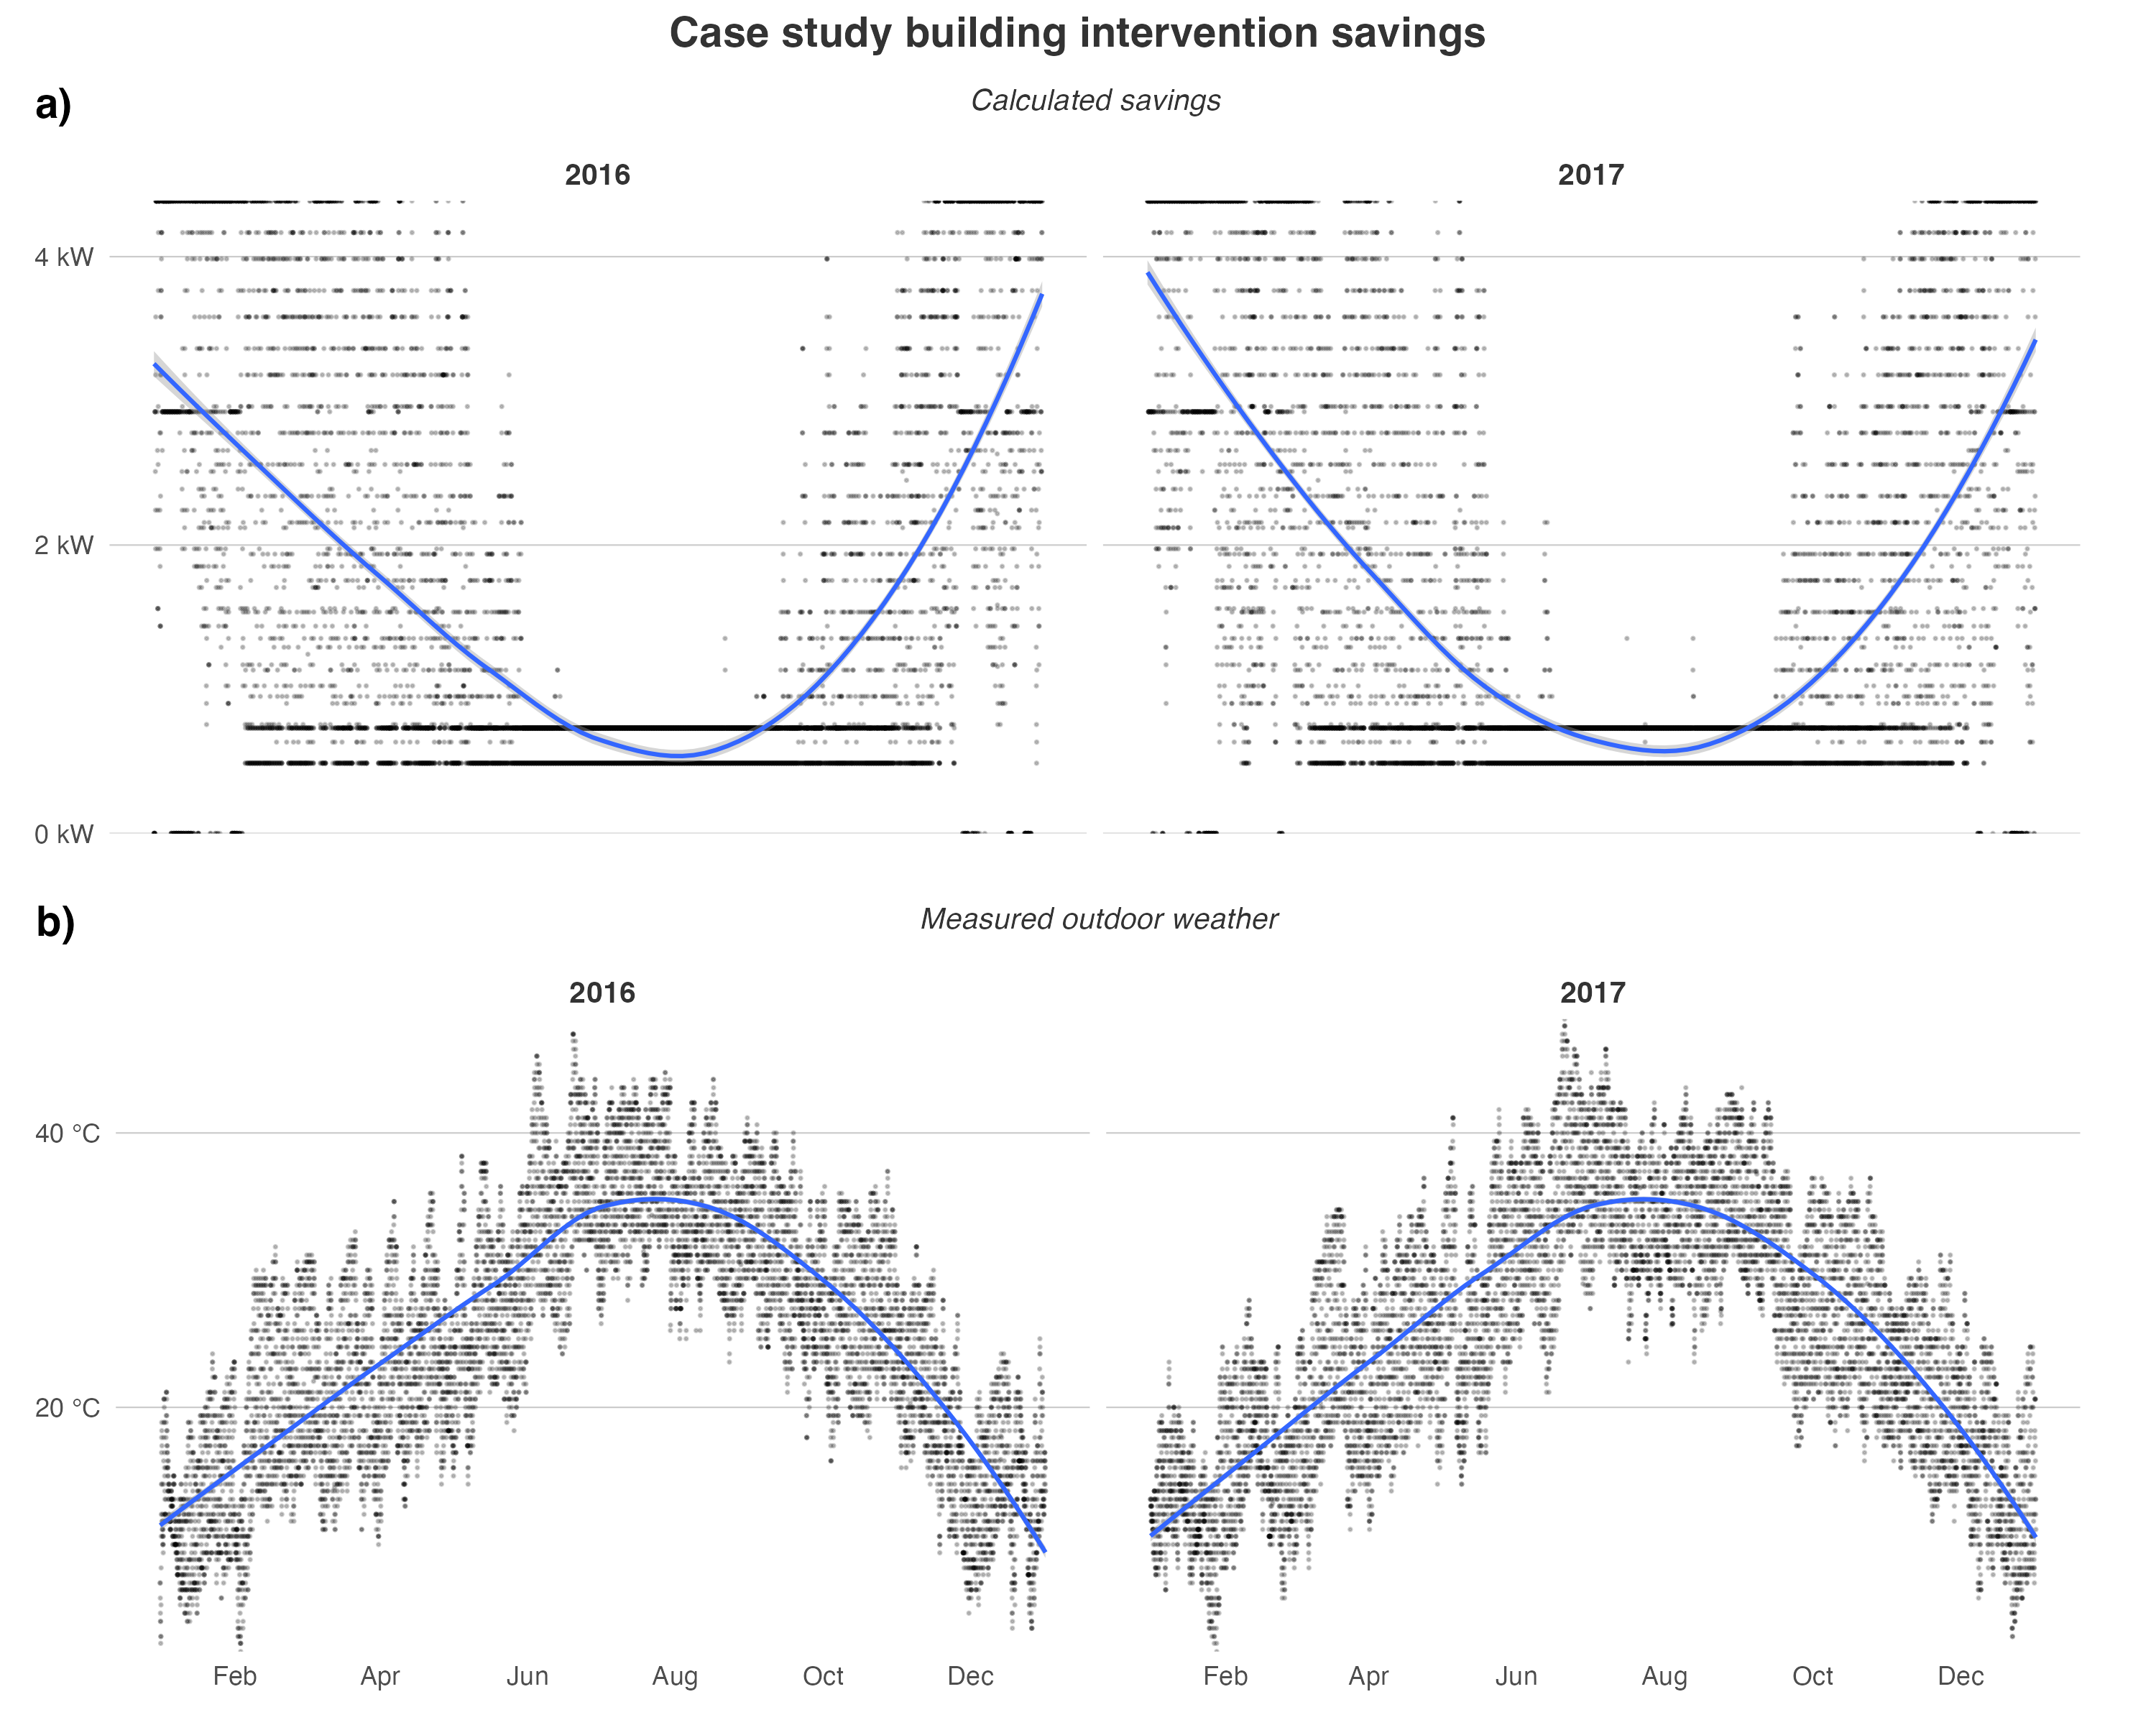 Case study building intervention savings
a)
Calculated savings
2016 2017
4 kW
2 kW
0 kW
b)
Measured outdoor weather
2016 2017
40 °C
20 °C
Feb Apr Jun Aug Oct Dec Feb Apr Jun Aug Oct Dec